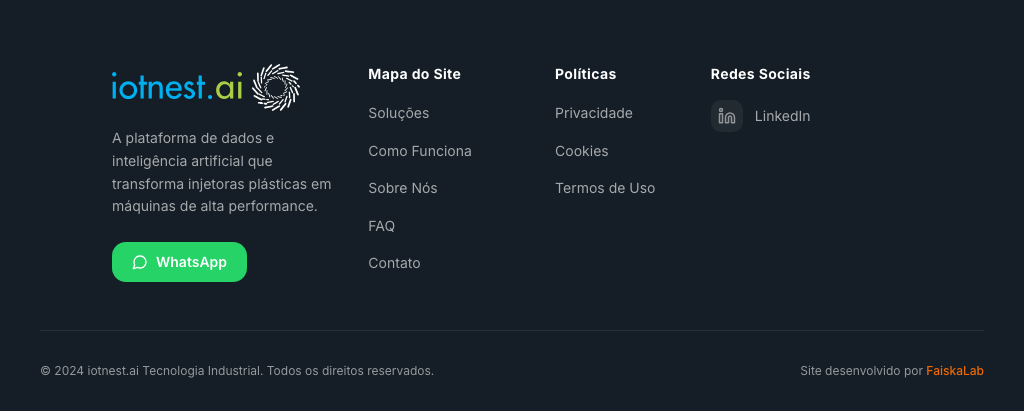 iotnest.ai
A plataforma de dados e
inteligência artificial que
transforma injetoras plásticas em
máquinas de alta performance.
WhatsApp
Mapa do Site
Soluções
Como Funciona
Sobre Nós
FAQ
Contato
Políticas
Privacidade
Cookies
Termos de Uso
Redes Sociais
LinkedIn
© 2024 iotnest.ai Tecnologia Industrial. Todos os direitos reservados.
Site desenvolvido por FaiskaLab